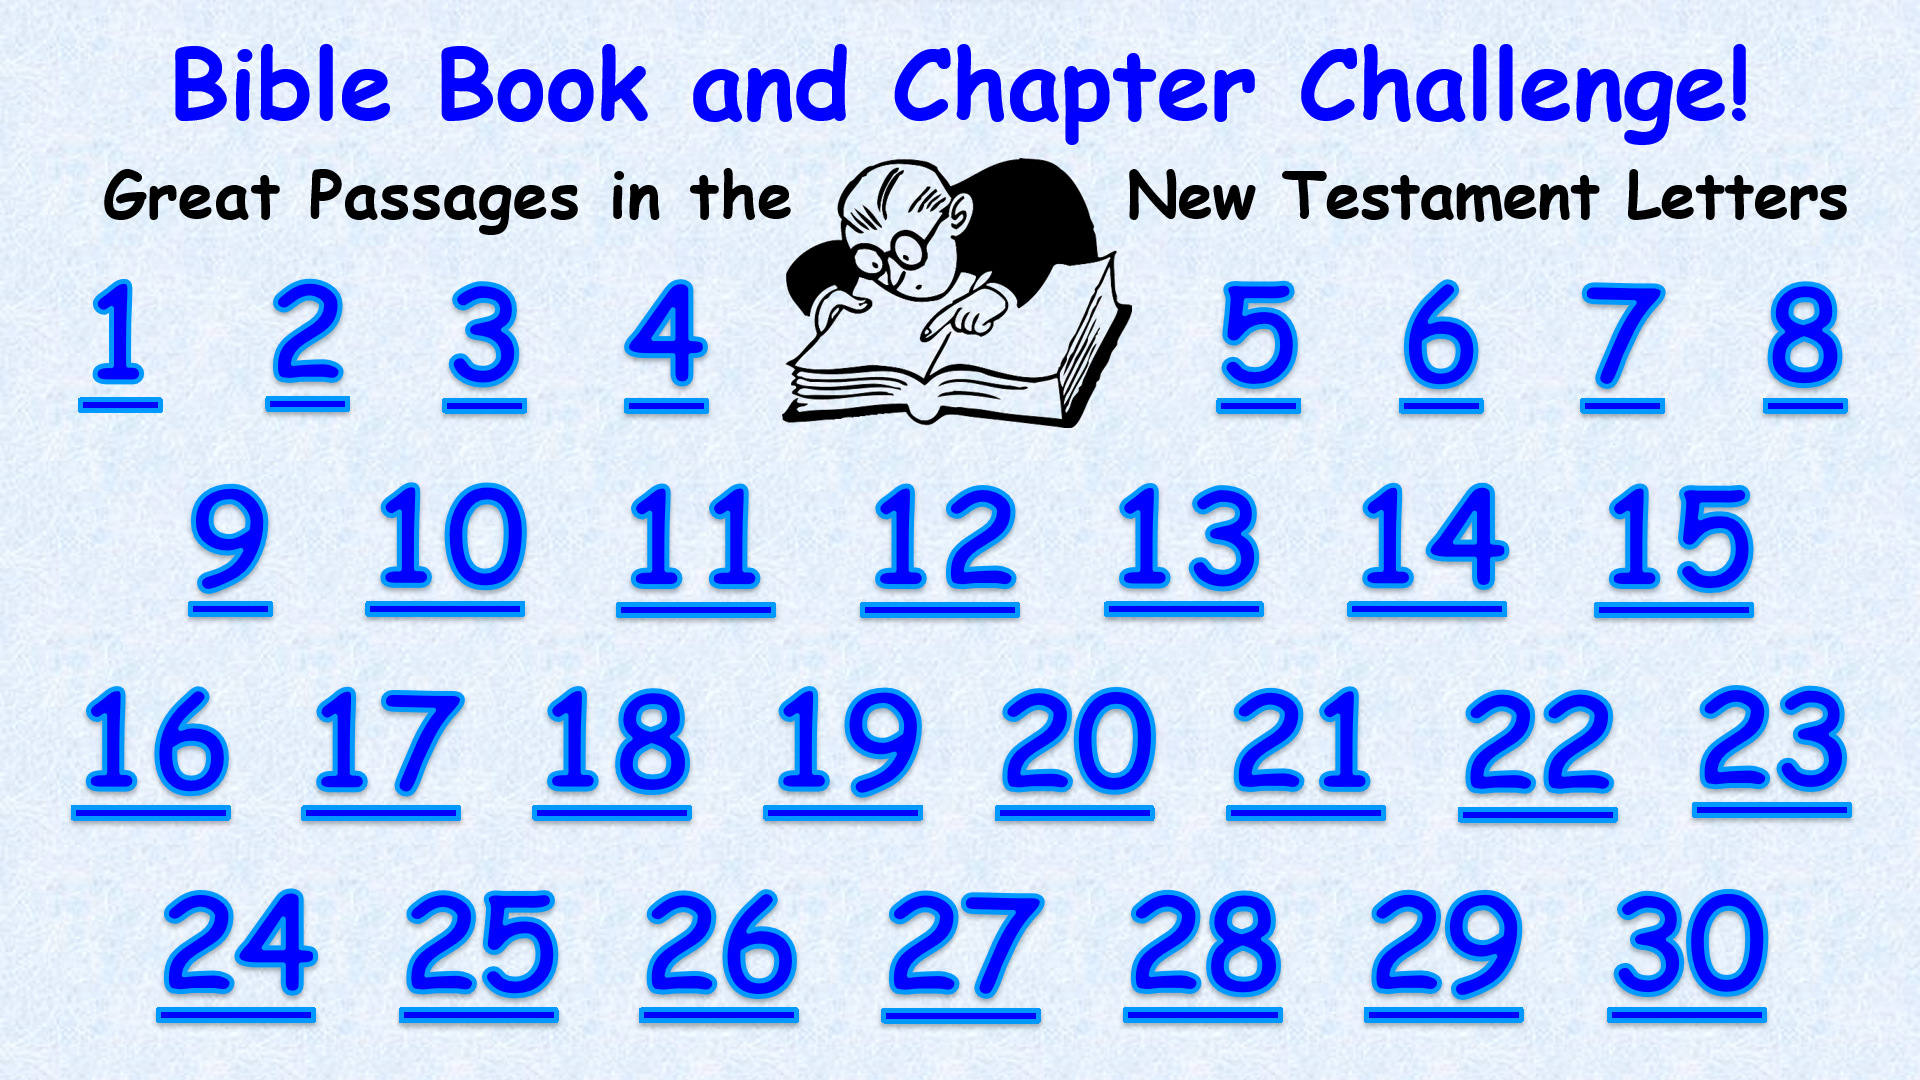 Bible Book and Chapter Challenge!
Great Passages in the New Testament Letters
1 2 3 4 5 6 7 8
9 10 11 12 13 14 15
16 17 18 19 20 21 22 23
24 25 26 27 28 29 30